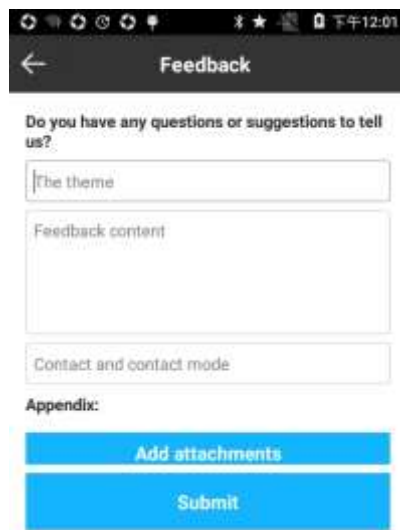 下午12:01
Feedback
Do you have any questions or suggestions to tell
us?
The theme
Feedback content
Contact and contact mode
Appendix:
Add attachments
Submit